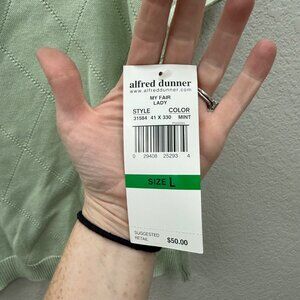 alfred dunner
www.alfreddunner.com
MY FAIR
LADY
STYLE COLOR
31584 41 X 330 MINT
0 29408 25293 4
SIZE L
SUGGESTED
RETAIL $50.00